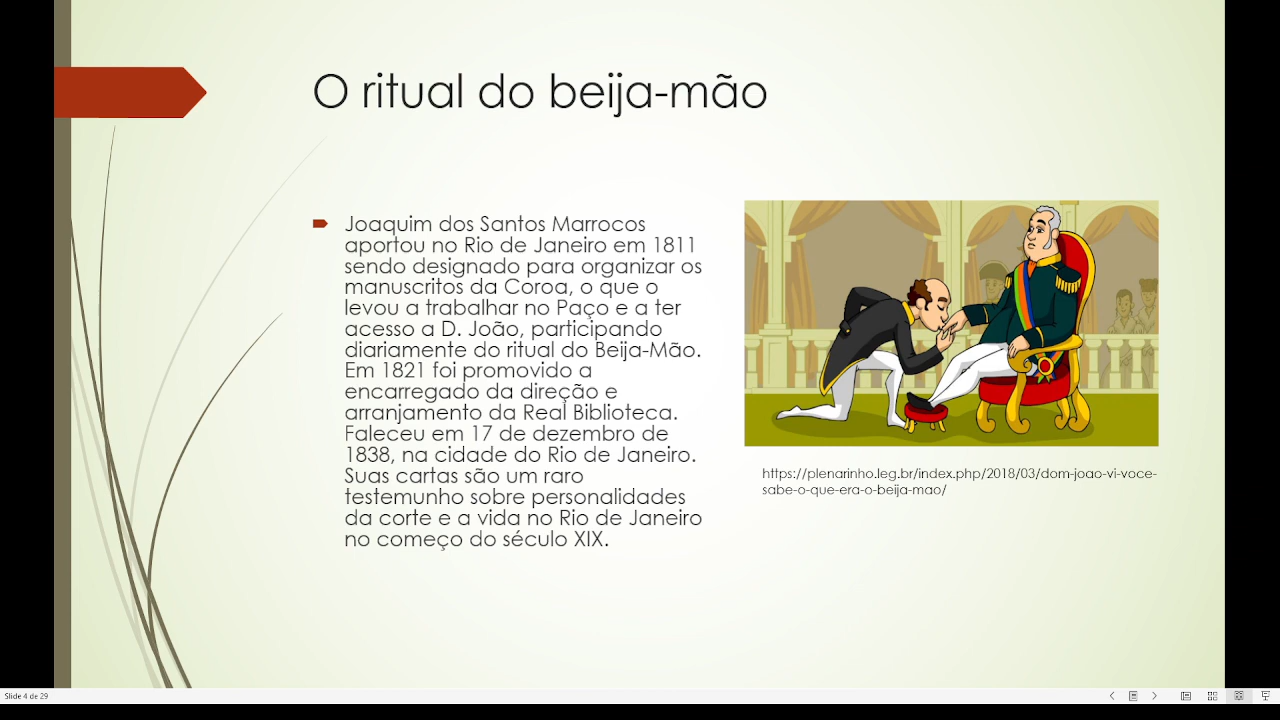 O ritual do beija-mão
Joaquim dos Santos Marrocos
aportou no Rio de Janeiro em 1811
sendo designado para organizar os
manuscritos da Coroa, o que o
levou a trabalhar no Paço e a ter
acesso a D. João, participando
diariamente do ritual do Beija-Mão.
Em 1821 foi promovido a
encarregado da direção e
arranjamento da Real Biblioteca.
Faleceu em 17 de dezembro de
1838, na cidade do Rio de Janeiro.
Suas cartas são um raro
testemunho sobre personalidades
da corte e a vida no Rio de Janeiro
no começo do século XIX.
https://plenarinho.leg.br/index.php/2018/03/dom-joao-vi-voce-
sabe-o-que-era-o-beija-mao/
Slide 4 de 29